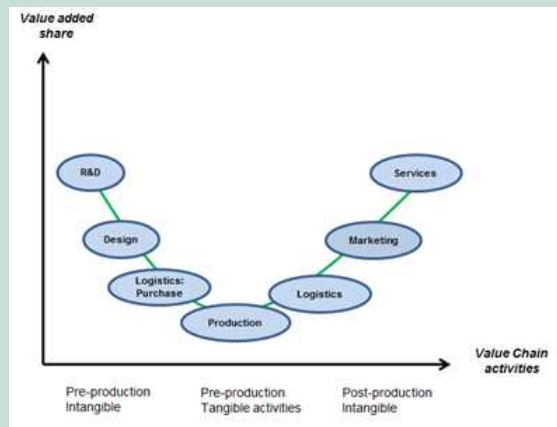 Value added
share
R&D
Services
Design
Marketing
Logistics:
Purchase
Logistics
Production
Value Chain
activities
Pre-production
Intangible
Pre-production
Tangible activities
Post-production
Intangible